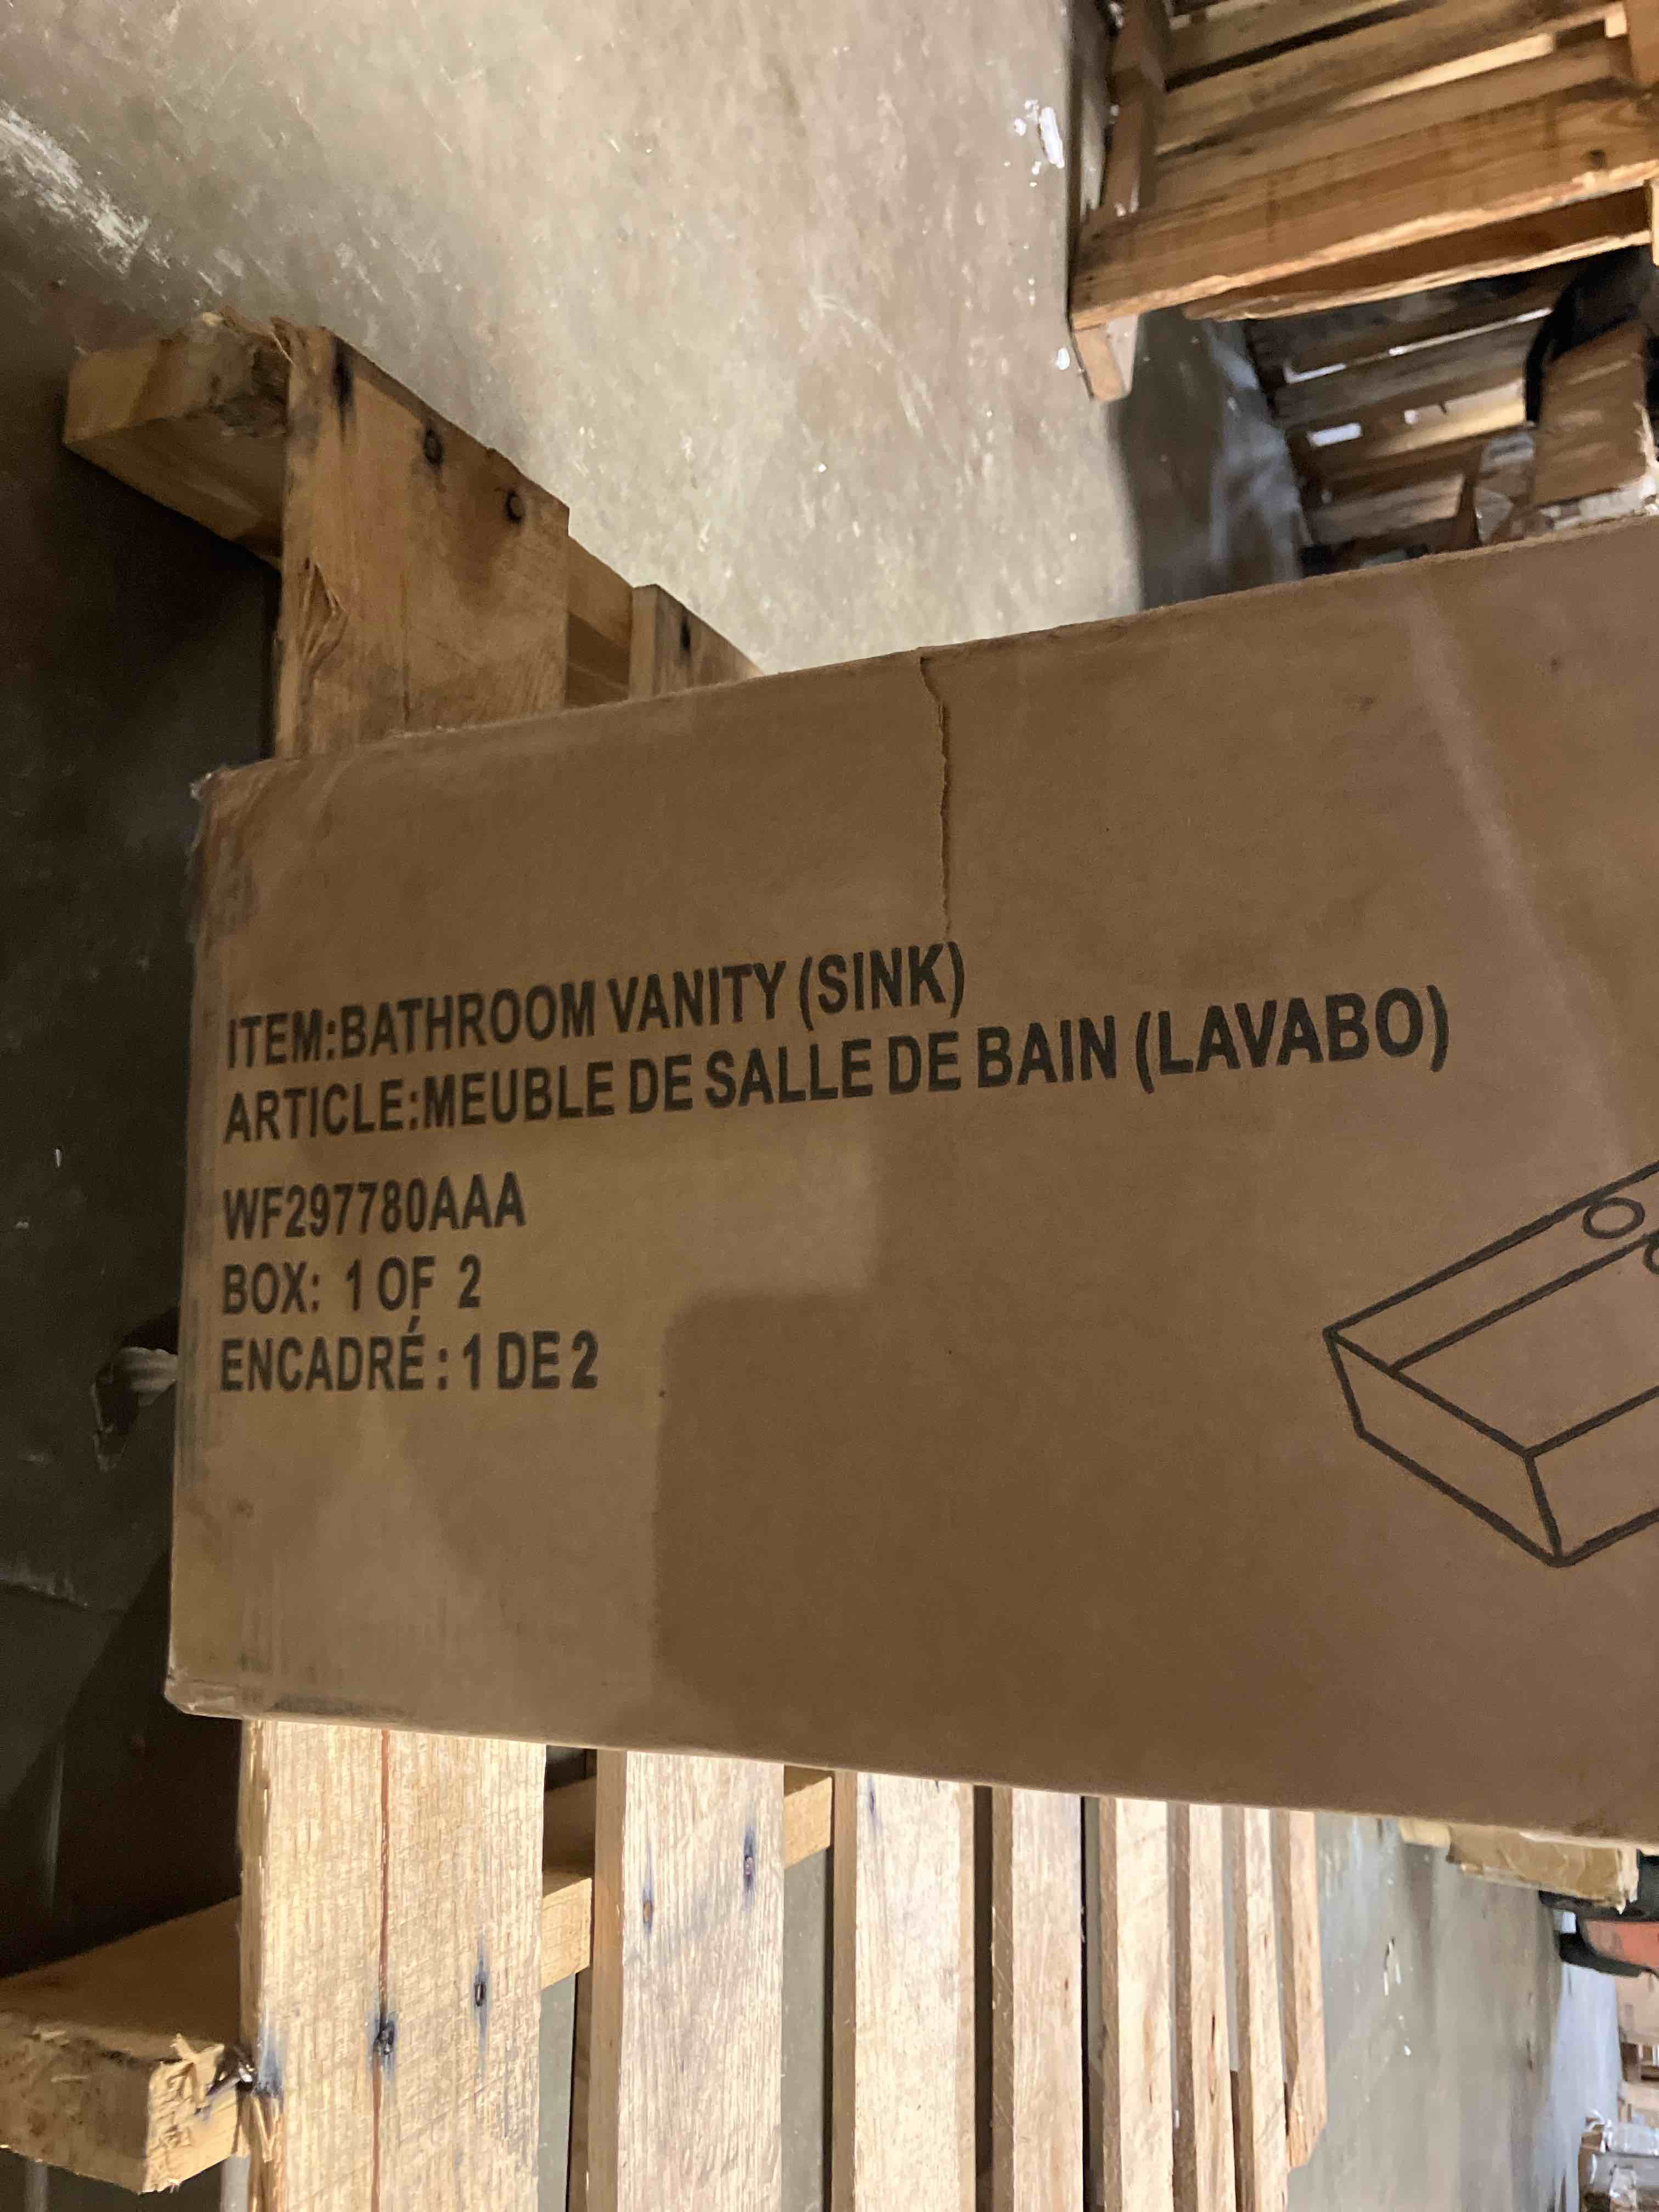 ITEM:BATHROOM VANITY (SINK)
ARTICLE:MEUBLE DE SALLE DE BAIN (LAVABO)
WF297780AAA
BOX: 1 OF 2
ENCADRÉ : 1 DE 2